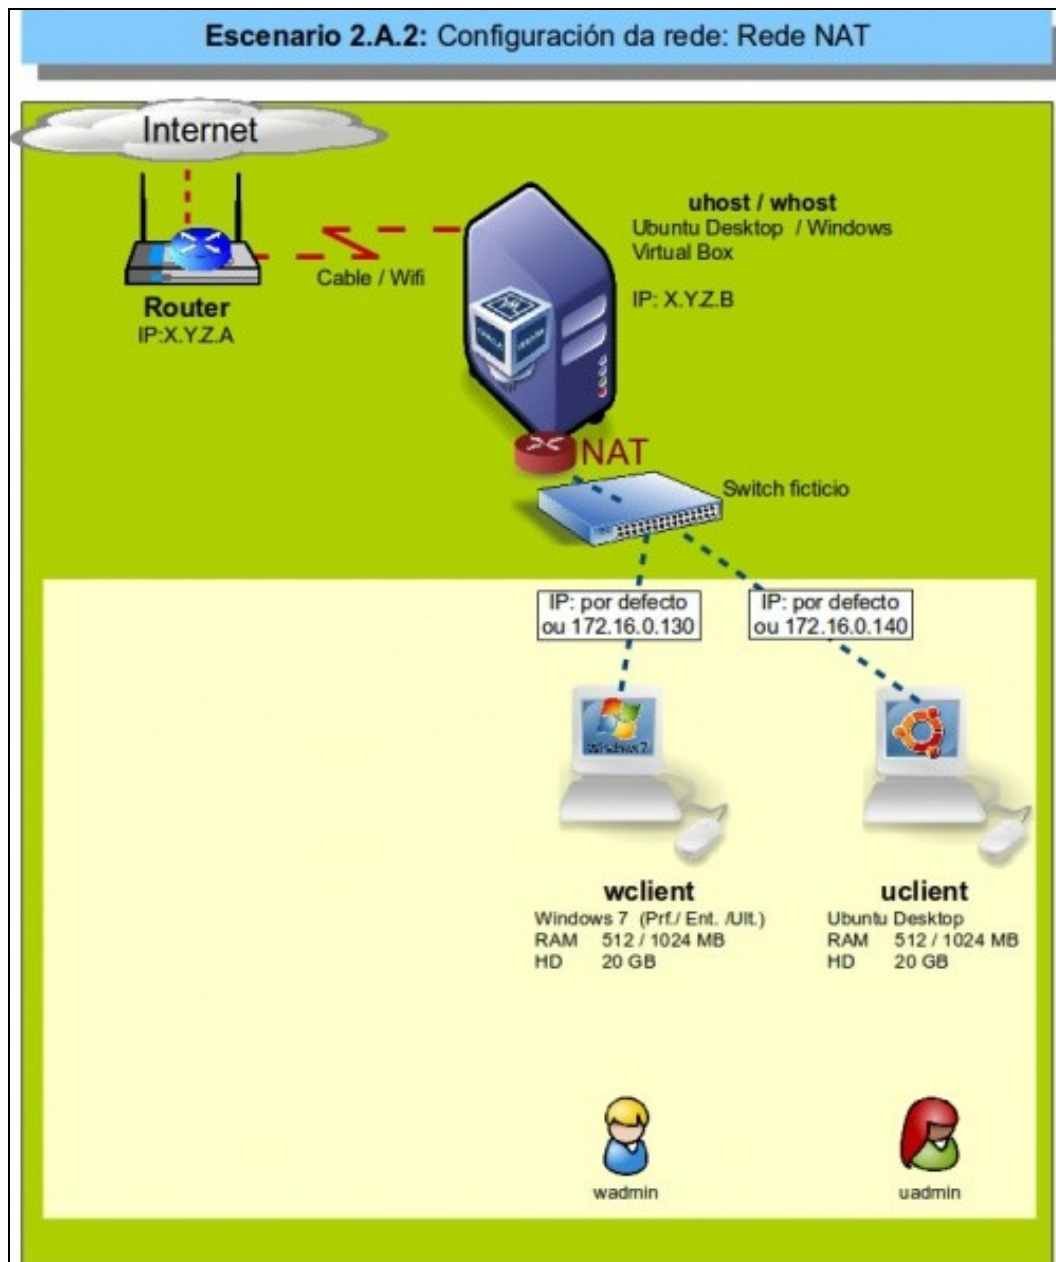 Escenario 2.A.2: Configuración da rede: Rede NAT
Internet
uhost / whost
Ubuntu Desktop / Windows
Virtual Box
IP: X.Y.Z.B
Cable / Wifi
Router
IP:X.Y.Z.A
NAT
Switch ficticio
IP: por defecto
ou 172.16.0.130
IP: por defecto
ou 172.16.0.140
Windows7
wclient
Windows 7 (Prf./ Ent. /Ult.)
RAM 512 / 1024 MB
HD 20 GB
uclient
Ubuntu Desktop
RAM 512 / 1024 MB
HD 20 GB
wadmin
uadmin